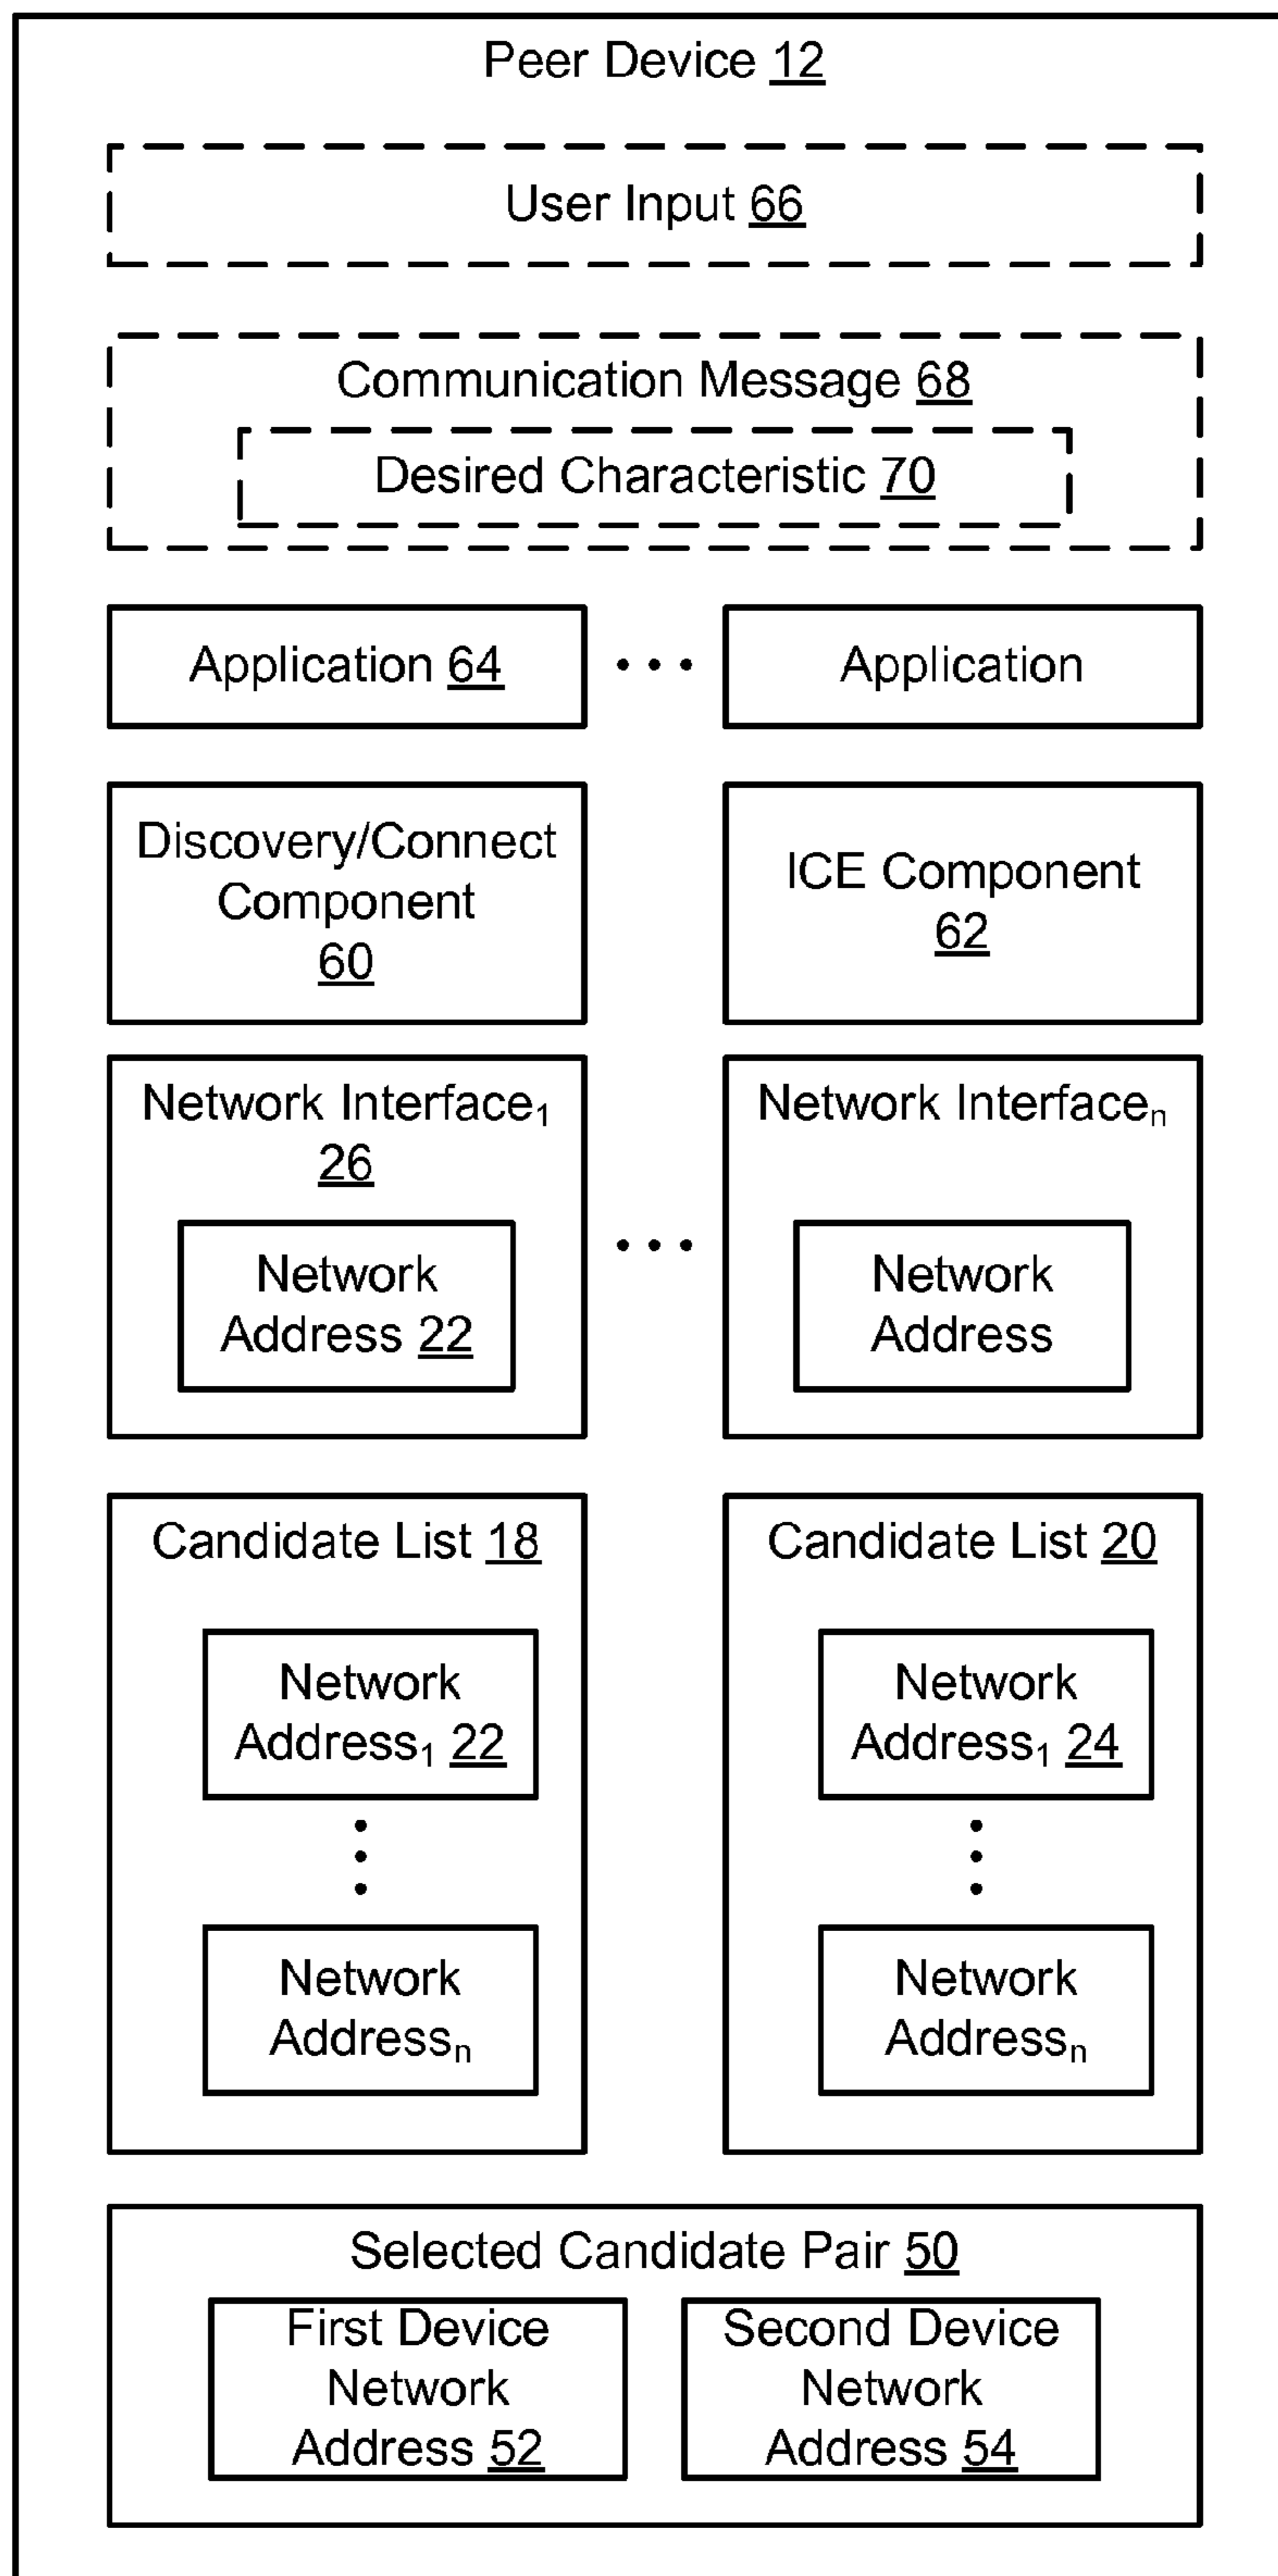 Peer Device 12
User Input 66
Communication Message 68
Desired Characteristic 70
Application 64
• • •
Application
Discovery/Connect
Component
60
ICE Component
62
Network Interface₁
26
Network
Address 22
• • •
Network Interfaceₙ
Network
Address
Candidate List 18
Network
Address₁ 22
Network
Addressₙ
Candidate List 20
Network
Address₁ 24
Network
Addressₙ
Selected Candidate Pair 50
First Device
Network
Address 52
Second Device
Network
Address 54